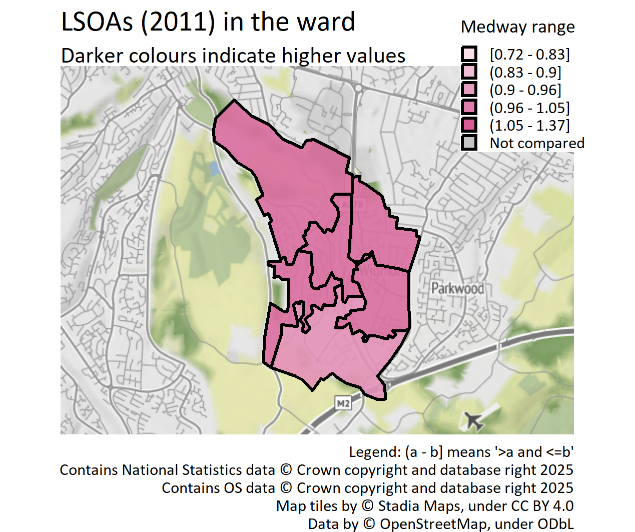 LSOAs (2011) in the ward
Darker colours indicate higher values
Medway range
[0.72 - 0.83]
(0.83 - 0.9]
(0.9 - 0.96]
(0.96 - 1.05]
(1.05 - 1.37]
Not compared
Parkwood
M2
Legend: (a - b] means '>a and <=b'
Contains National Statistics data © Crown copyright and database right 2025
Contains OS data © Crown copyright and database right 2025
Map tiles by © Stadia Maps, under CC BY 4.0
Data by © OpenStreetMap, under ODbL